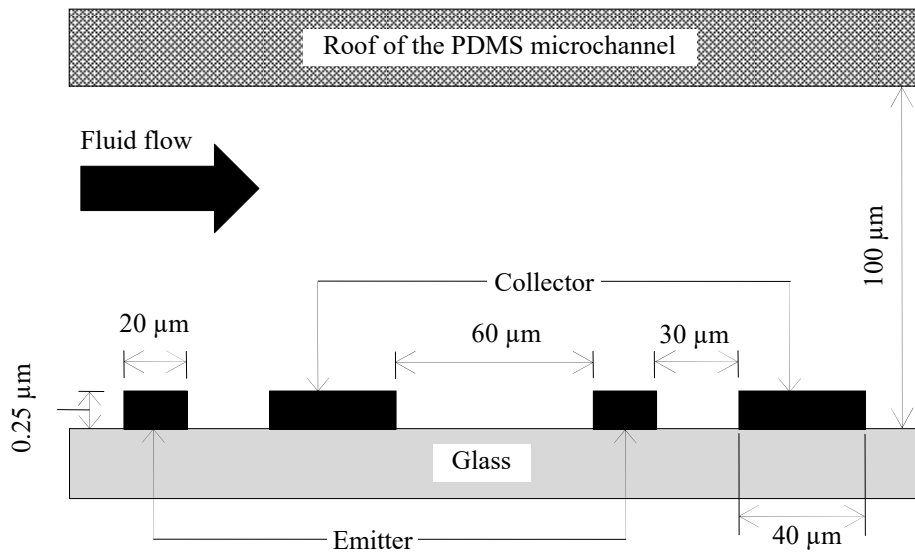 Roof of the PDMS microchannel
Fluid flow
100 µm
Collector
20 µm
60 µm
30 µm
0.25 µm
Glass
Emitter
40 µm